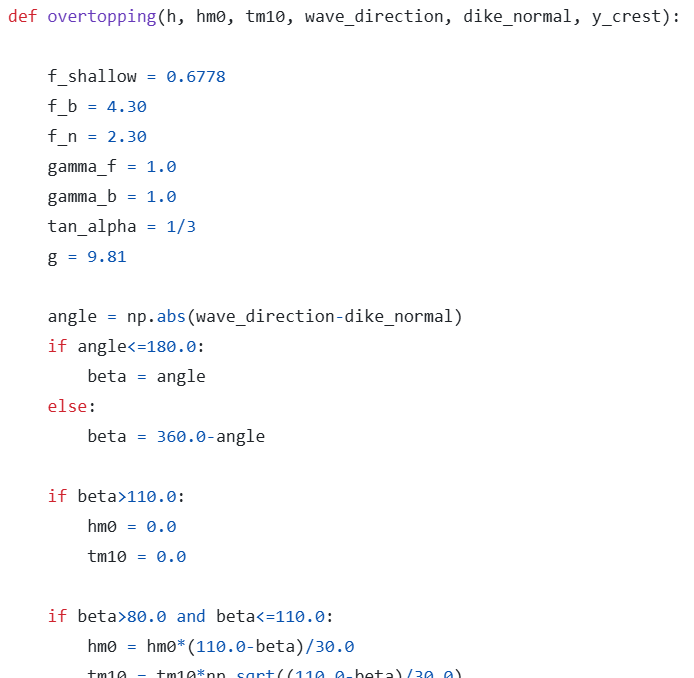 def overtopping(h, hm0, tm10, wave_direction, dike_normal, y_crest):
    f_shallow = 0.6778
    f_b = 4.30
    f_n = 2.30
    gamma_f = 1.0
    gamma_b = 1.0
    tan_alpha = 1/3
    g = 9.81
    angle = np.abs(wave_direction-dike_normal)
    if angle<=180.0:
        beta = angle
    else:
        beta = 360.0-angle
    if beta>110.0:
        hm0 = 0.0
        tm10 = 0.0
    if beta>80.0 and beta<=110.0:
        hm0 = hm0*(110.0-beta)/30.0
        tm10 = tm10*np.sqrt((110.0-beta)/30.0)